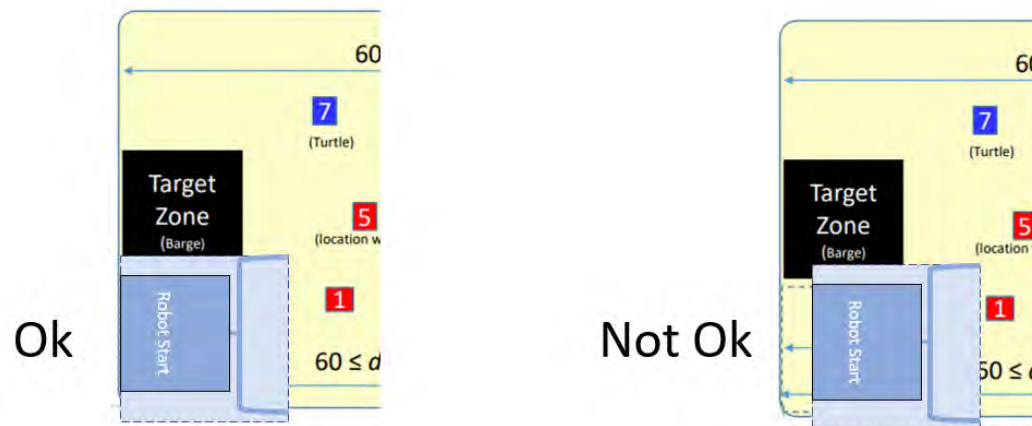 60
7
(Turtle)
Target
Zone
(Barge)
5
(location w
1
Robot Start
Ok
60 ≤ d
60
7
(Turtle)
Target
Zone
(Barge)
5
(location
1
Robot Start
Not Ok
60 ≤